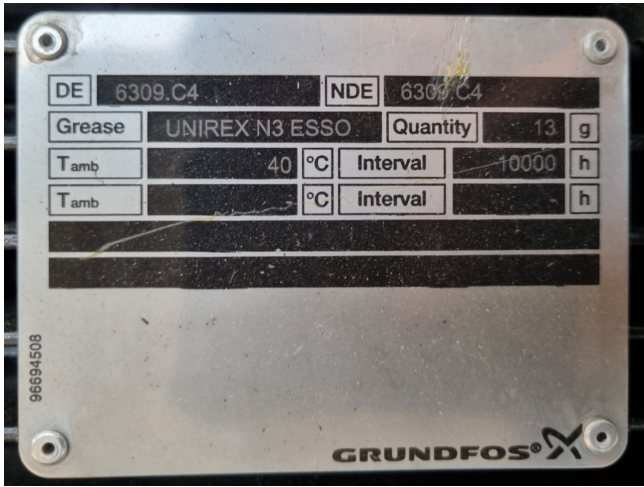 DE 6309.C4 NDE 6309.C4
Grease UNIREX N3 ESSO Quantity 13 g
Tamb 40 °C Interval 10000 h
Tamb - °C Interval - h
96694508
GRUNDFOS®